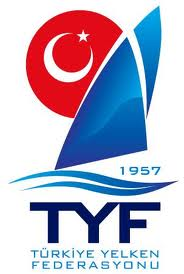 1957
TYF
TÜRKİYE YELKEN
FEDERASYONU